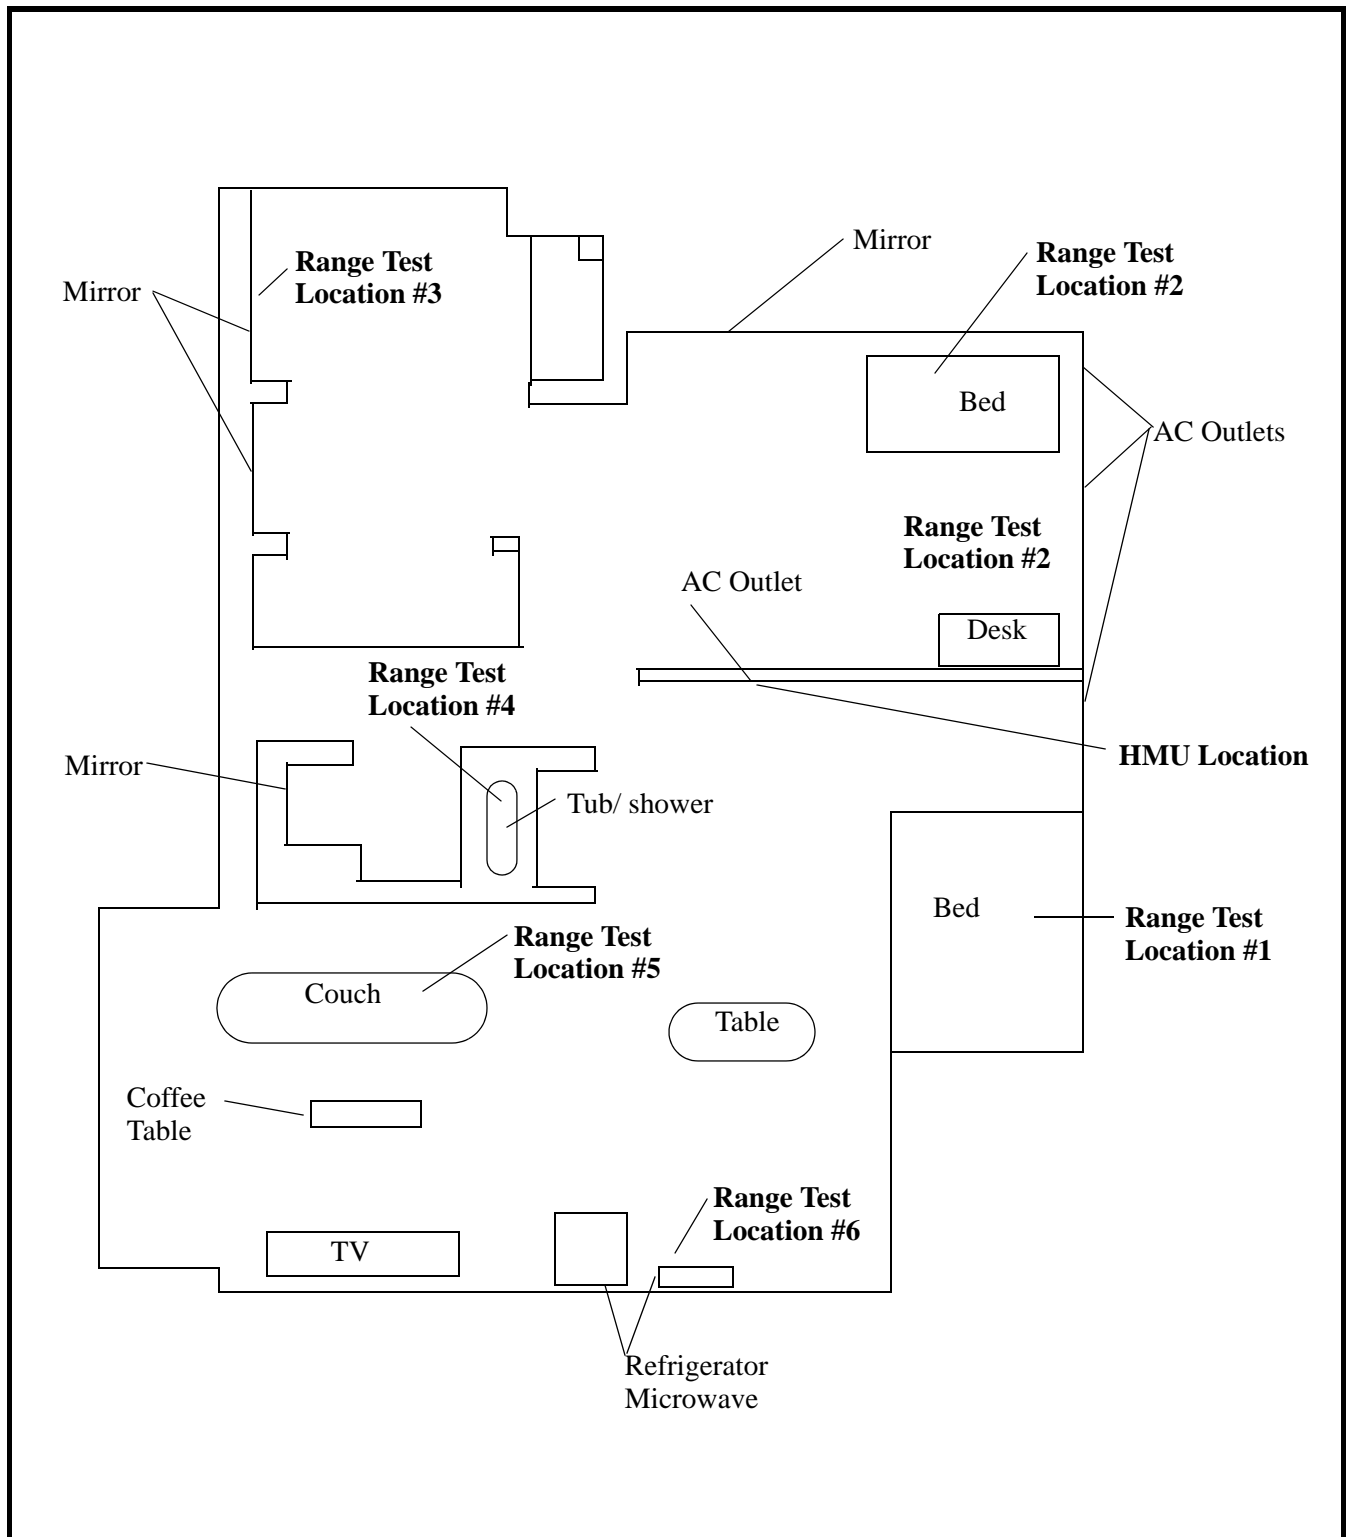 Mirror
Range Test
Location #2
Range Test
Location #3
Mirror
Bed
AC Outlets
Range Test
Location #2
AC Outlet
Desk
Range Test
Location #4
HMU Location
Mirror
Tub/ shower
Bed
Range Test
Location #1
Range Test
Location #5
Couch
Table
Coffee
Table
Range Test
Location #6
TV
Refrigerator
Microwave